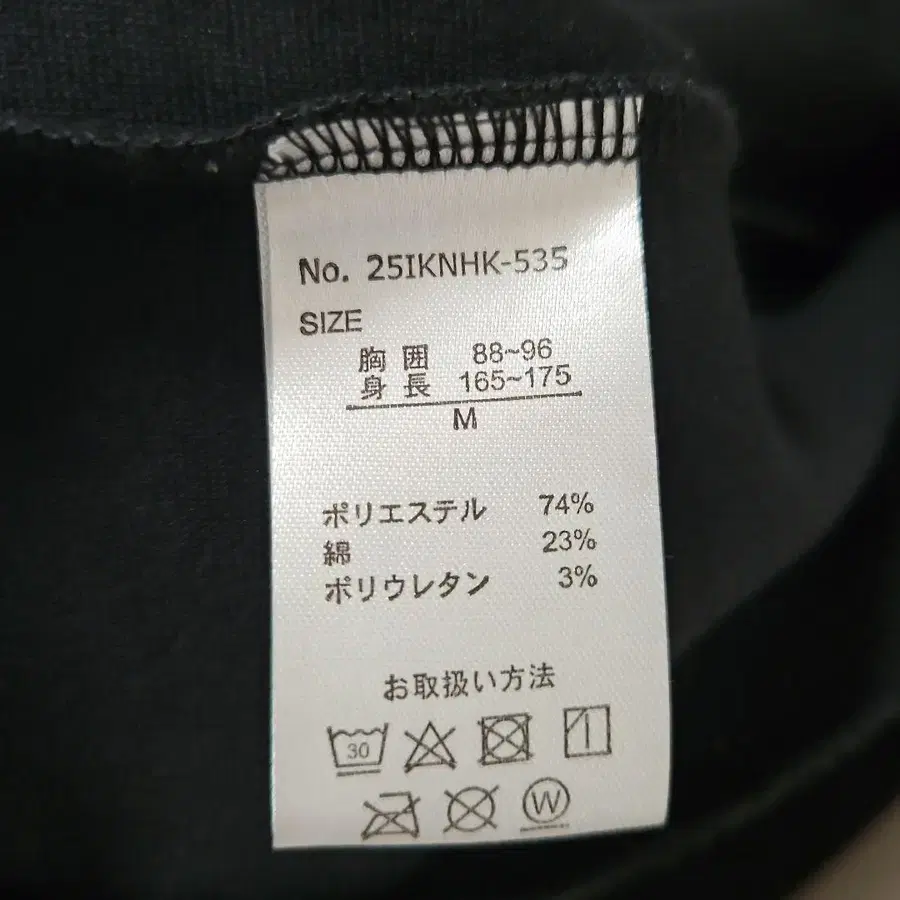 No. 25IKNHK-535
SIZE
胸 囲 88~96
身 長 165~175
M
ポリエステル 74%
綿 23%
ポリウレタン 3%
お取扱い方法
30
W